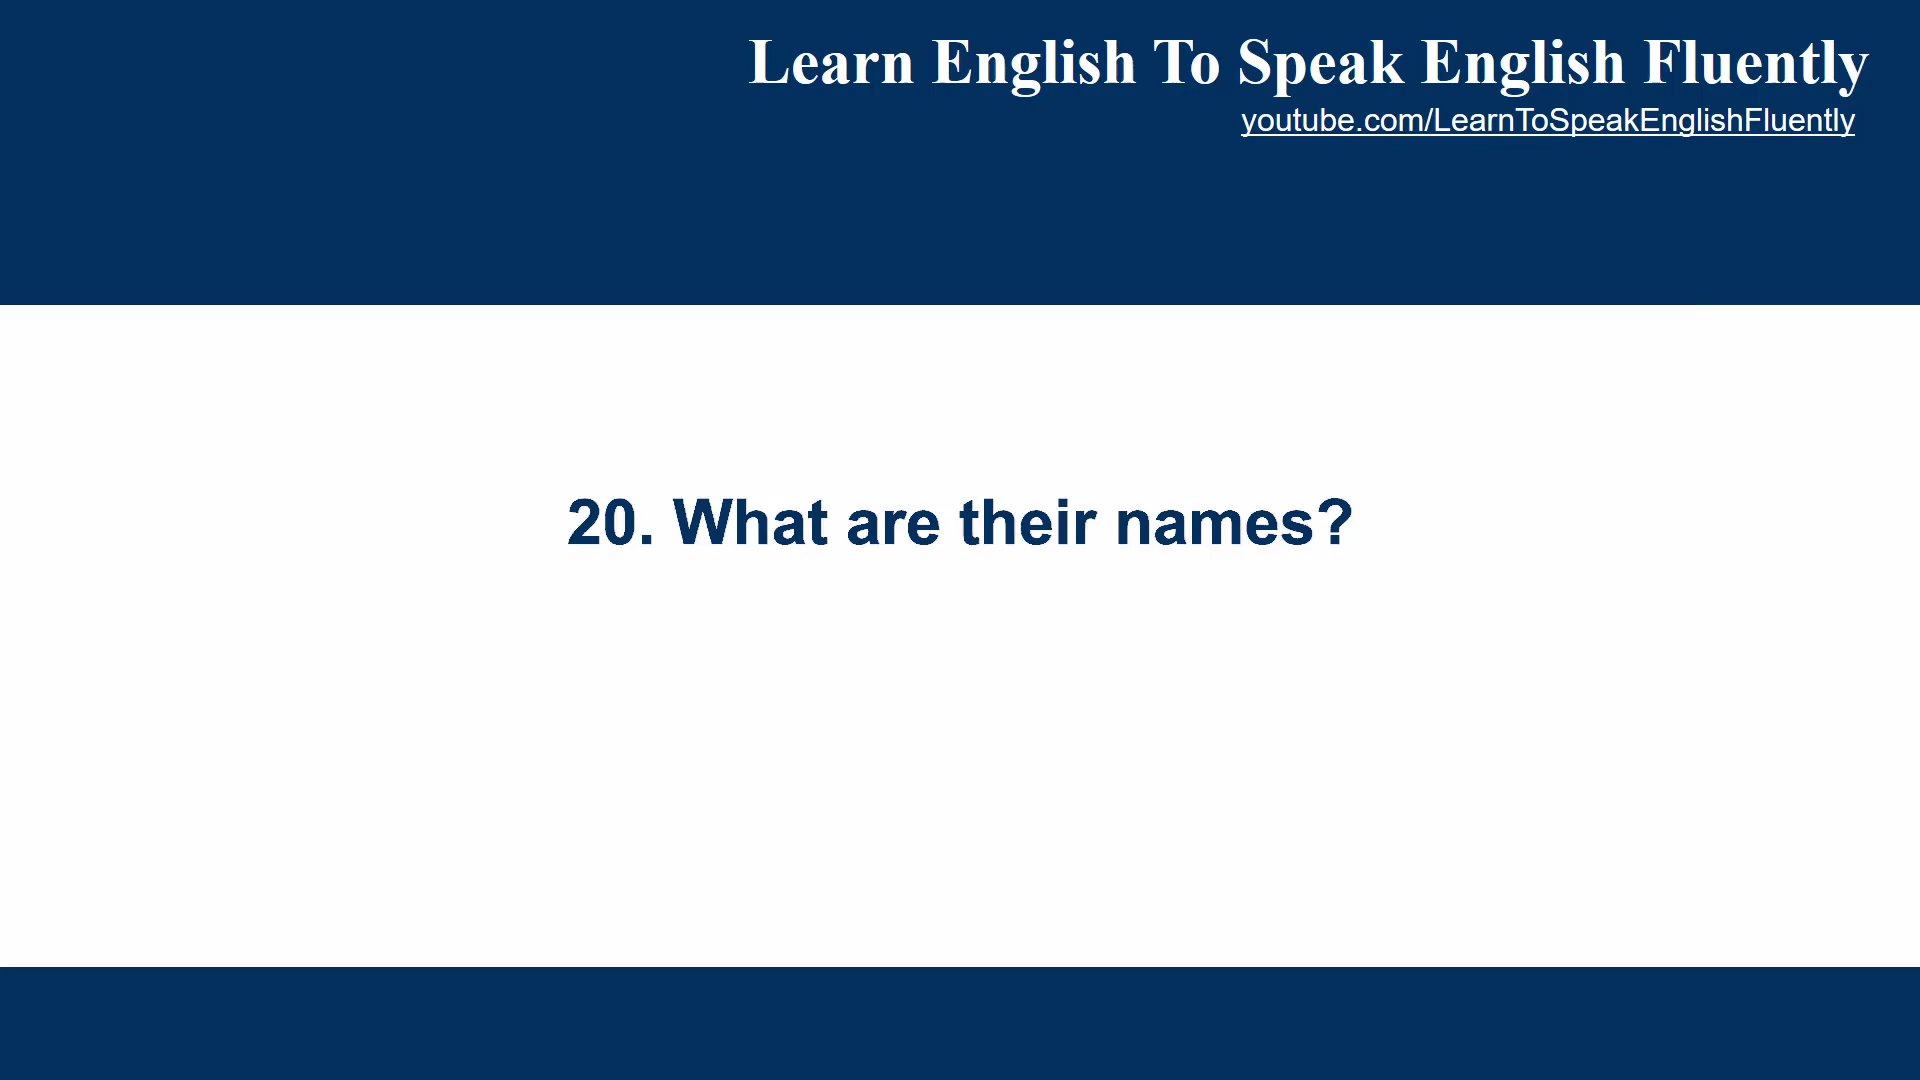 Learn English To Speak English Fluently
youtube.com/LearnToSpeakEnglishFluently
20. What are their names?